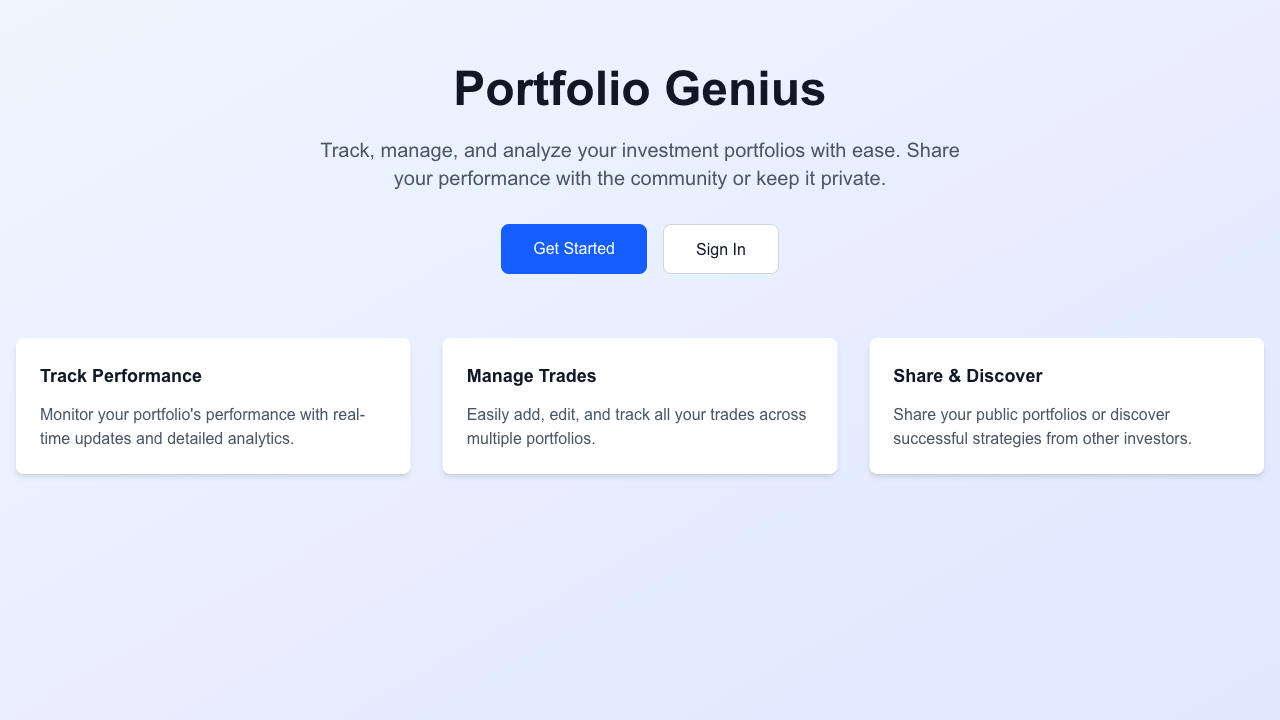 Portfolio Genius
Track, manage, and analyze your investment portfolios with ease. Share
your performance with the community or keep it private.
Get Started
Sign In
Track Performance
Monitor your portfolio's performance with real-
time updates and detailed analytics.
Manage Trades
Easily add, edit, and track all your trades across
multiple portfolios.
Share & Discover
Share your public portfolios or discover
successful strategies from other investors.